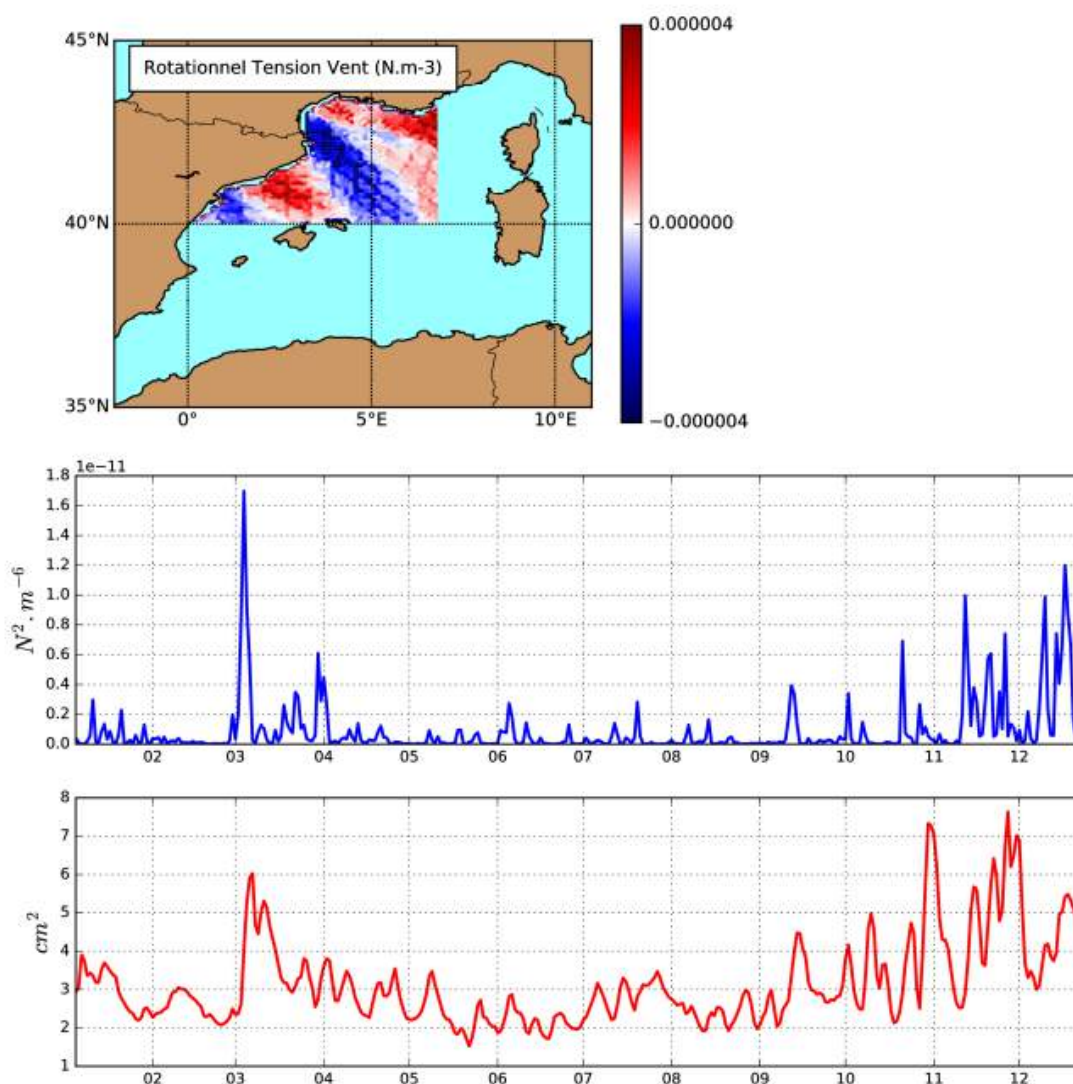 Rotationnel Tension Vent (N.m-3)
45°N
40°N
35°N
0° 5°E 10°E
0.000004
0.000000
−0.000004
1e−11
1.8
1.6
1.4
1.2
1.0
0.8
0.6
0.4
0.2
0.0
N².m⁻⁶
02 03 04 05 06 07 08 09 10 11 12
8
7
6
5
4
3
2
1
cm²
02 03 04 05 06 07 08 09 10 11 12